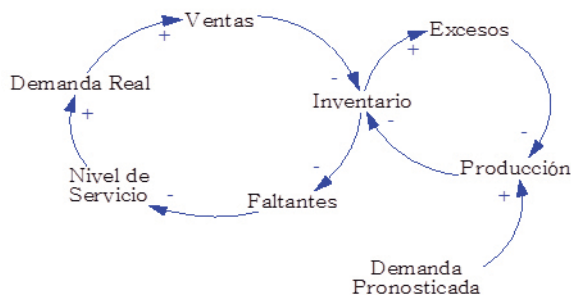 Ventas
Excesos
+
+
Demanda Real
-
Inventario
+
-
-
-
Nivel de
Servicio
-
Faltantes
Producción
+
Demanda
Pronosticada